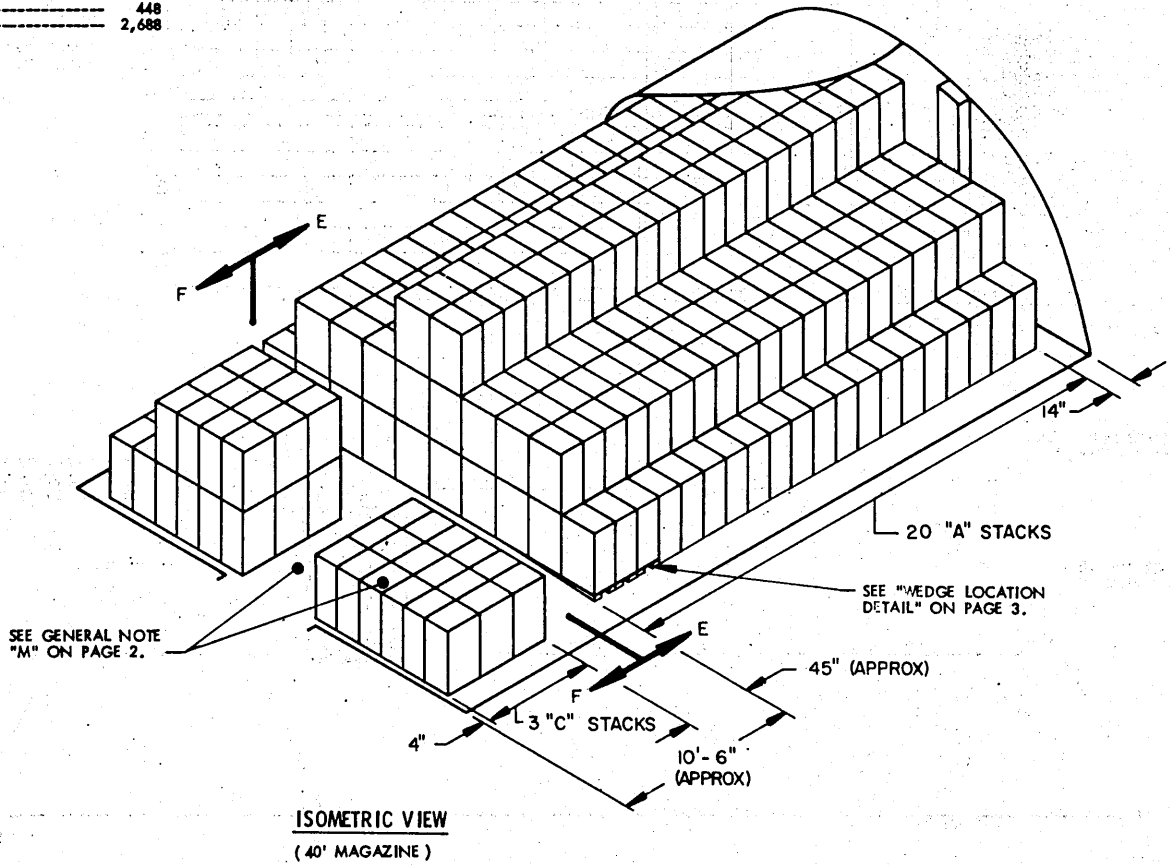 ---------------- 448
---------------- 2,688
E
F
14"
20 "A" STACKS
SEE "WEDGE LOCATION
DETAIL" ON PAGE 3.
SEE GENERAL NOTE
"M" ON PAGE 2.
E
F
45" (APPROX)
3 "C" STACKS
4"
10'-6"
(APPROX)
ISOMETRIC VIEW
(40' MAGAZINE)